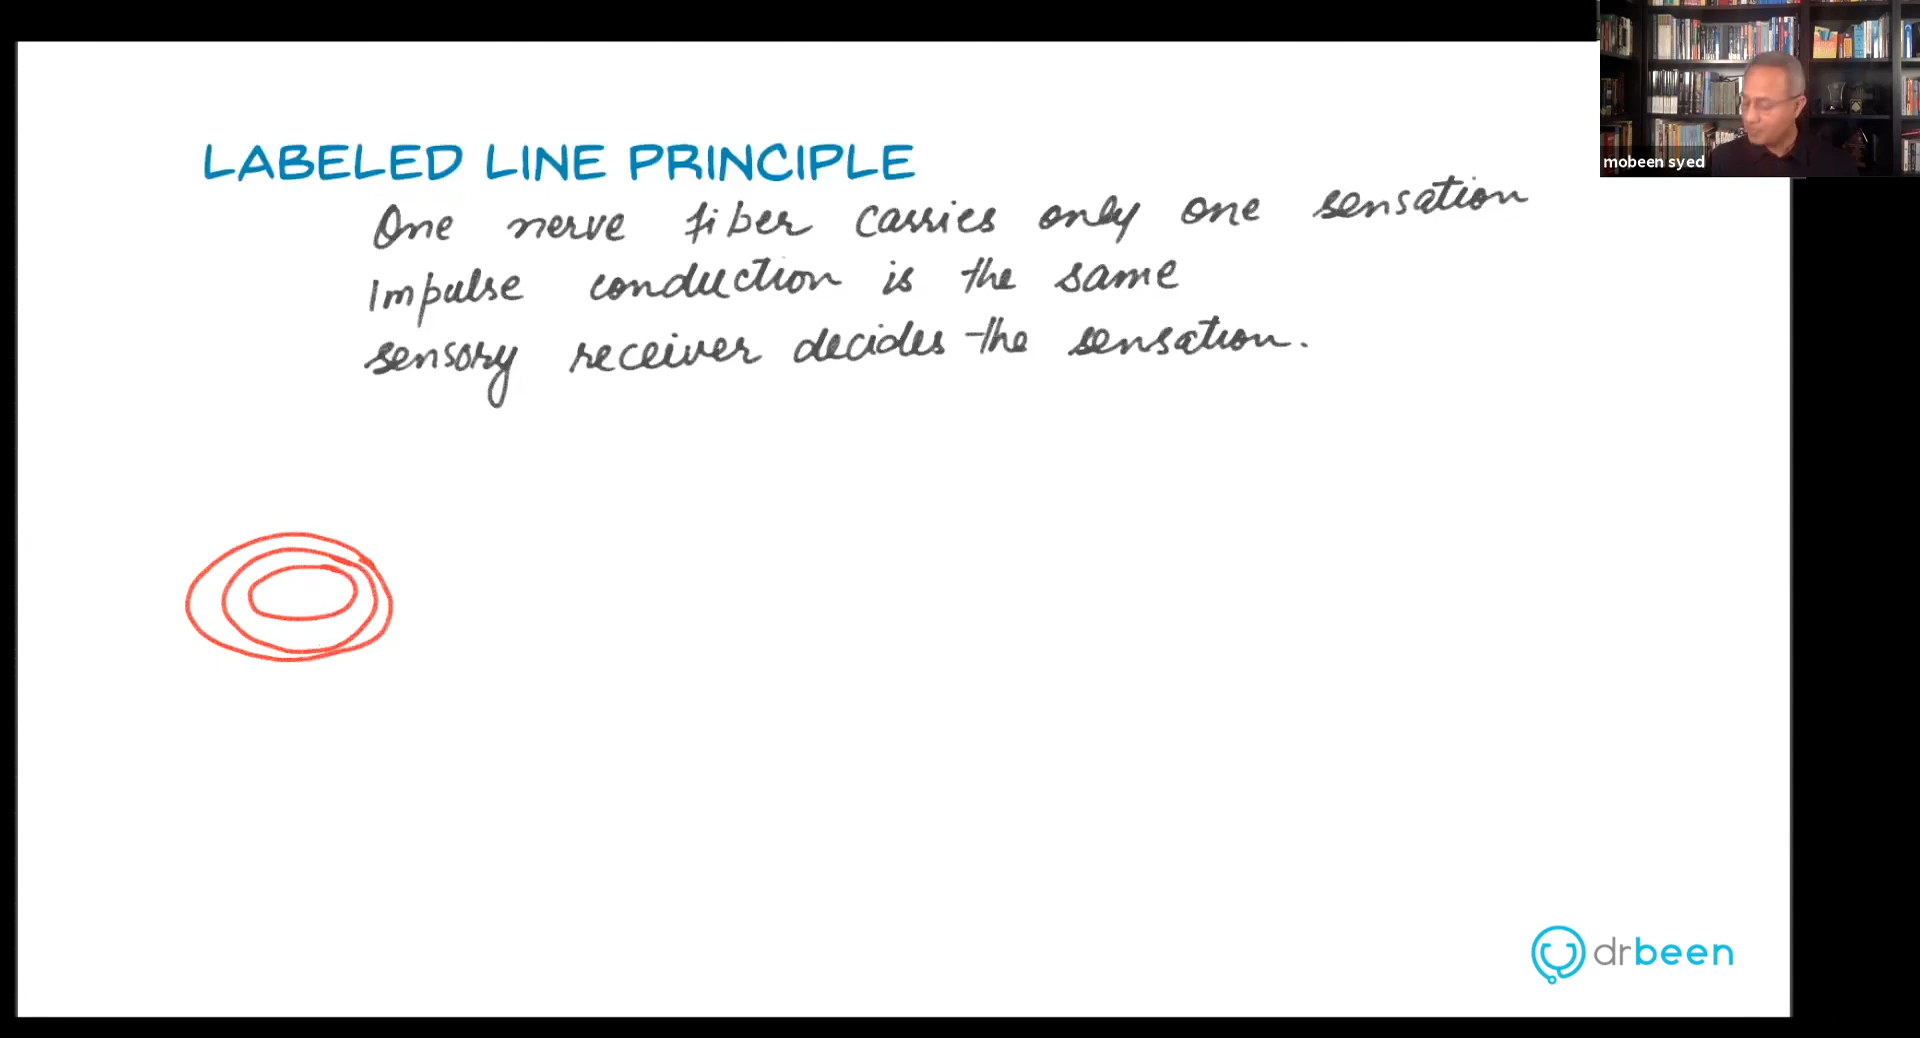 mobeen syed
LABELED LINE PRINCIPLE
One nerve fiber carries only one sensation
Impulse conduction is the same
sensory receiver decides the sensation.
drbeen